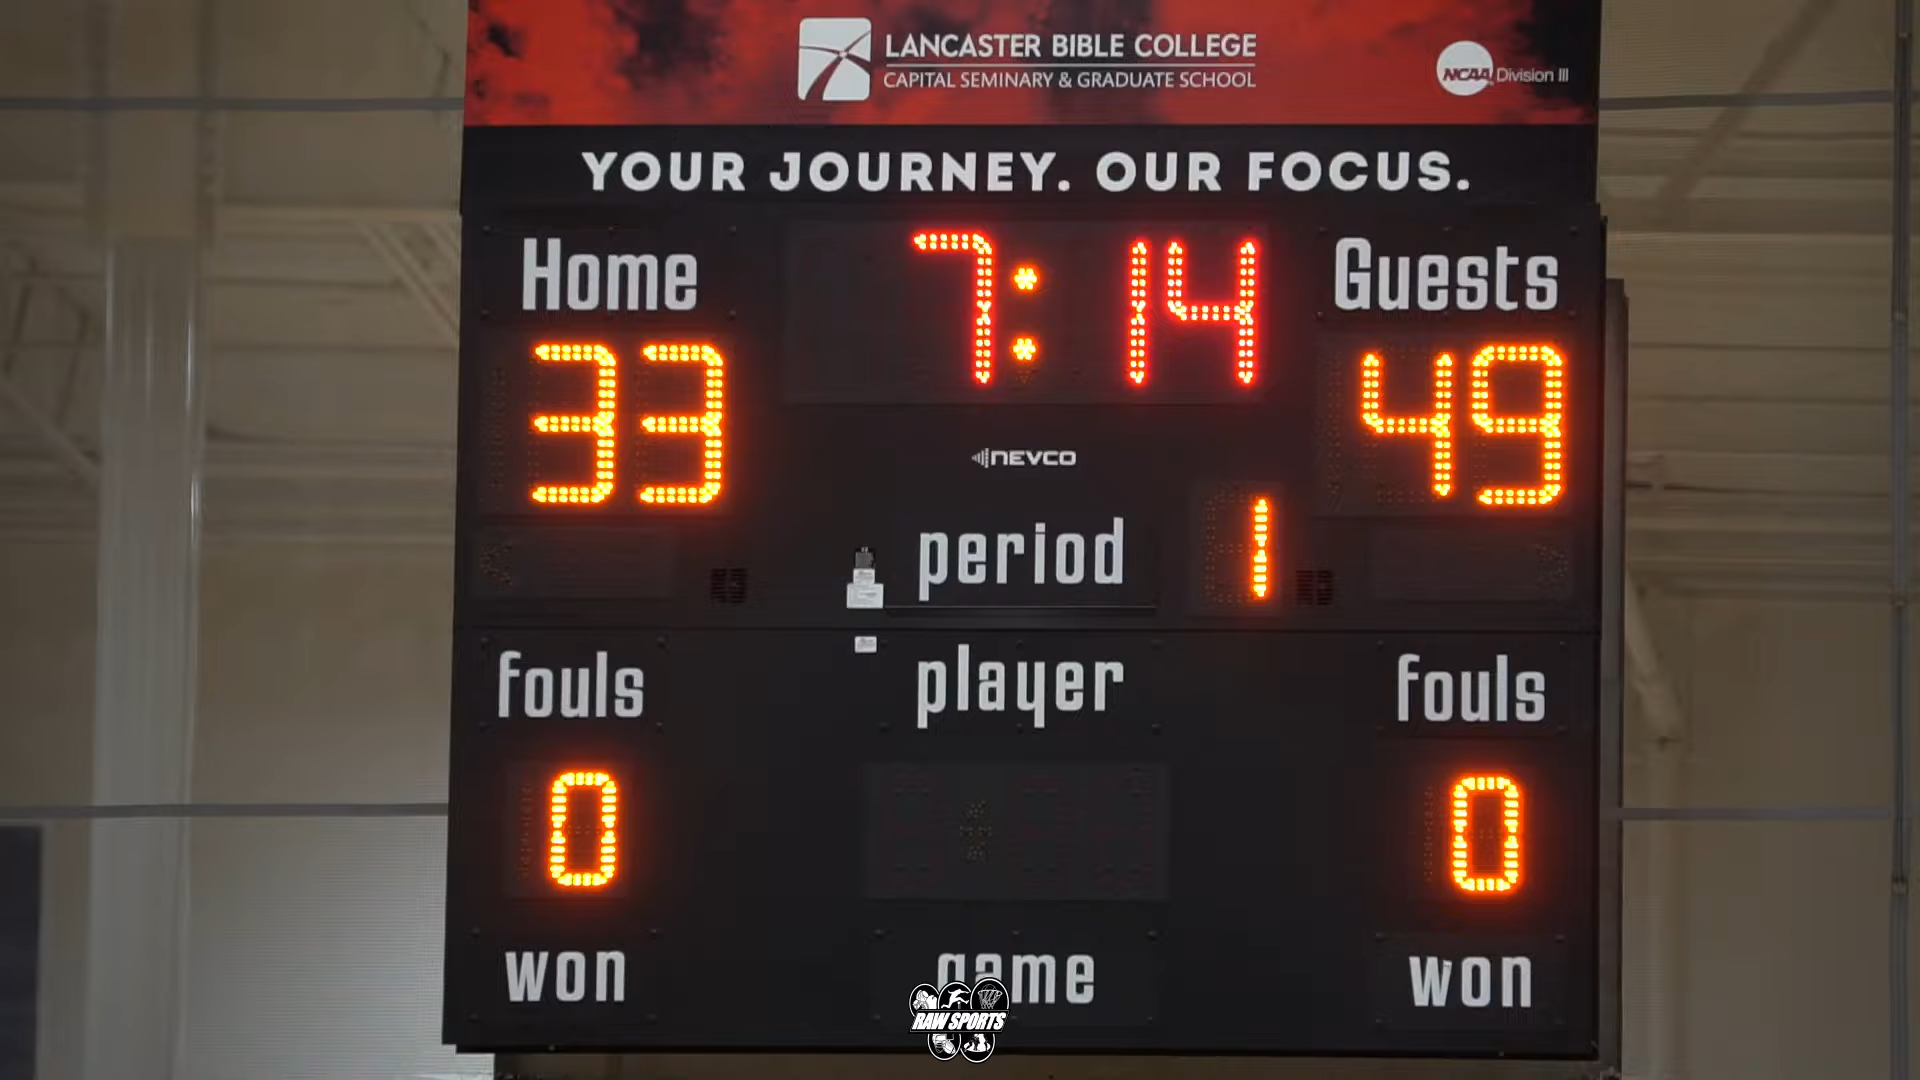 LANCASTER BIBLE COLLEGE
CAPITAL SEMINARY & GRADUATE SCHOOL
NCAA Division III
YOUR JOURNEY. OUR FOCUS.
Home 7:14 Guests
33 49
NEVCO
period 1
fouls player fouls
0 0
won game won
RAW SPORTS